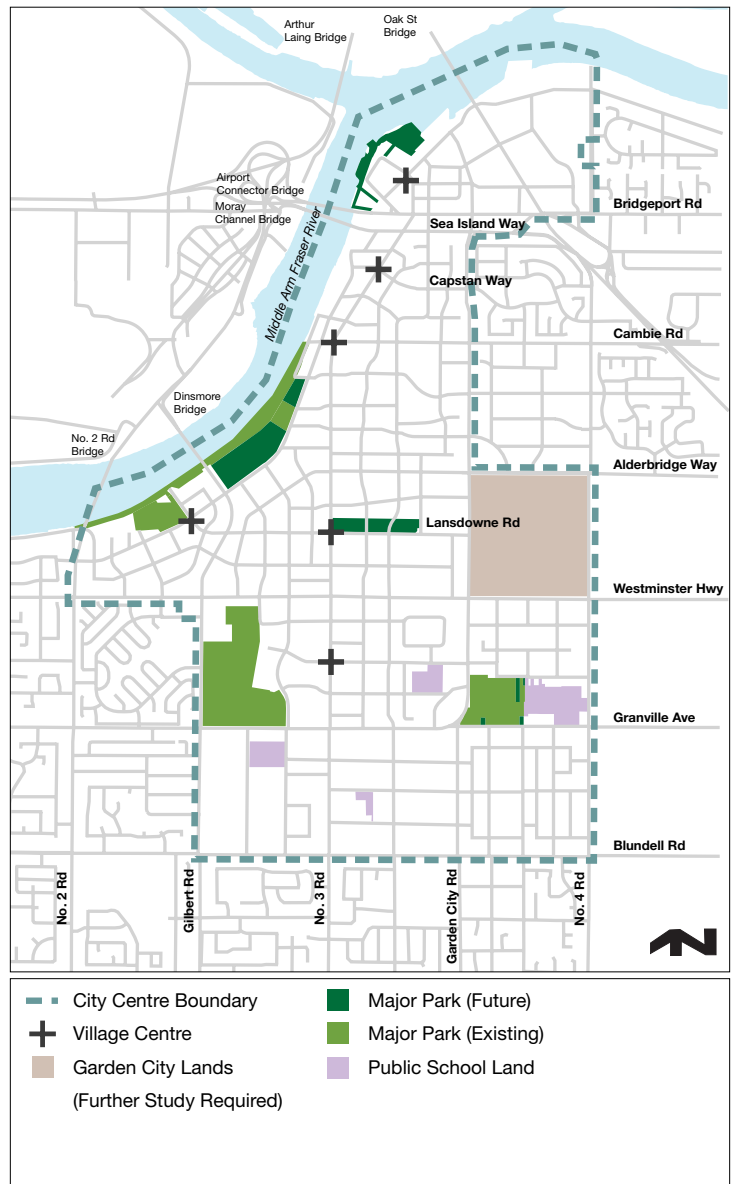 Arthur
Laing Bridge
Oak St
Bridge
Airport
Connector Bridge
Moray
Channel Bridge
Bridgeport Rd
Sea Island Way
Middle Arm Fraser River
Capstan Way
Cambie Rd
Dinsmore
Bridge
No. 2 Rd
Bridge
Alderbridge Way
Lansdowne Rd
Westminster Hwy
Granville Ave
Blundell Rd
No. 2 Rd
Gilbert Rd
No. 3 Rd
Garden City Rd
No. 4 Rd
N
City Centre Boundary
Village Centre
Garden City Lands
(Further Study Required)
Major Park (Future)
Major Park (Existing)
Public School Land